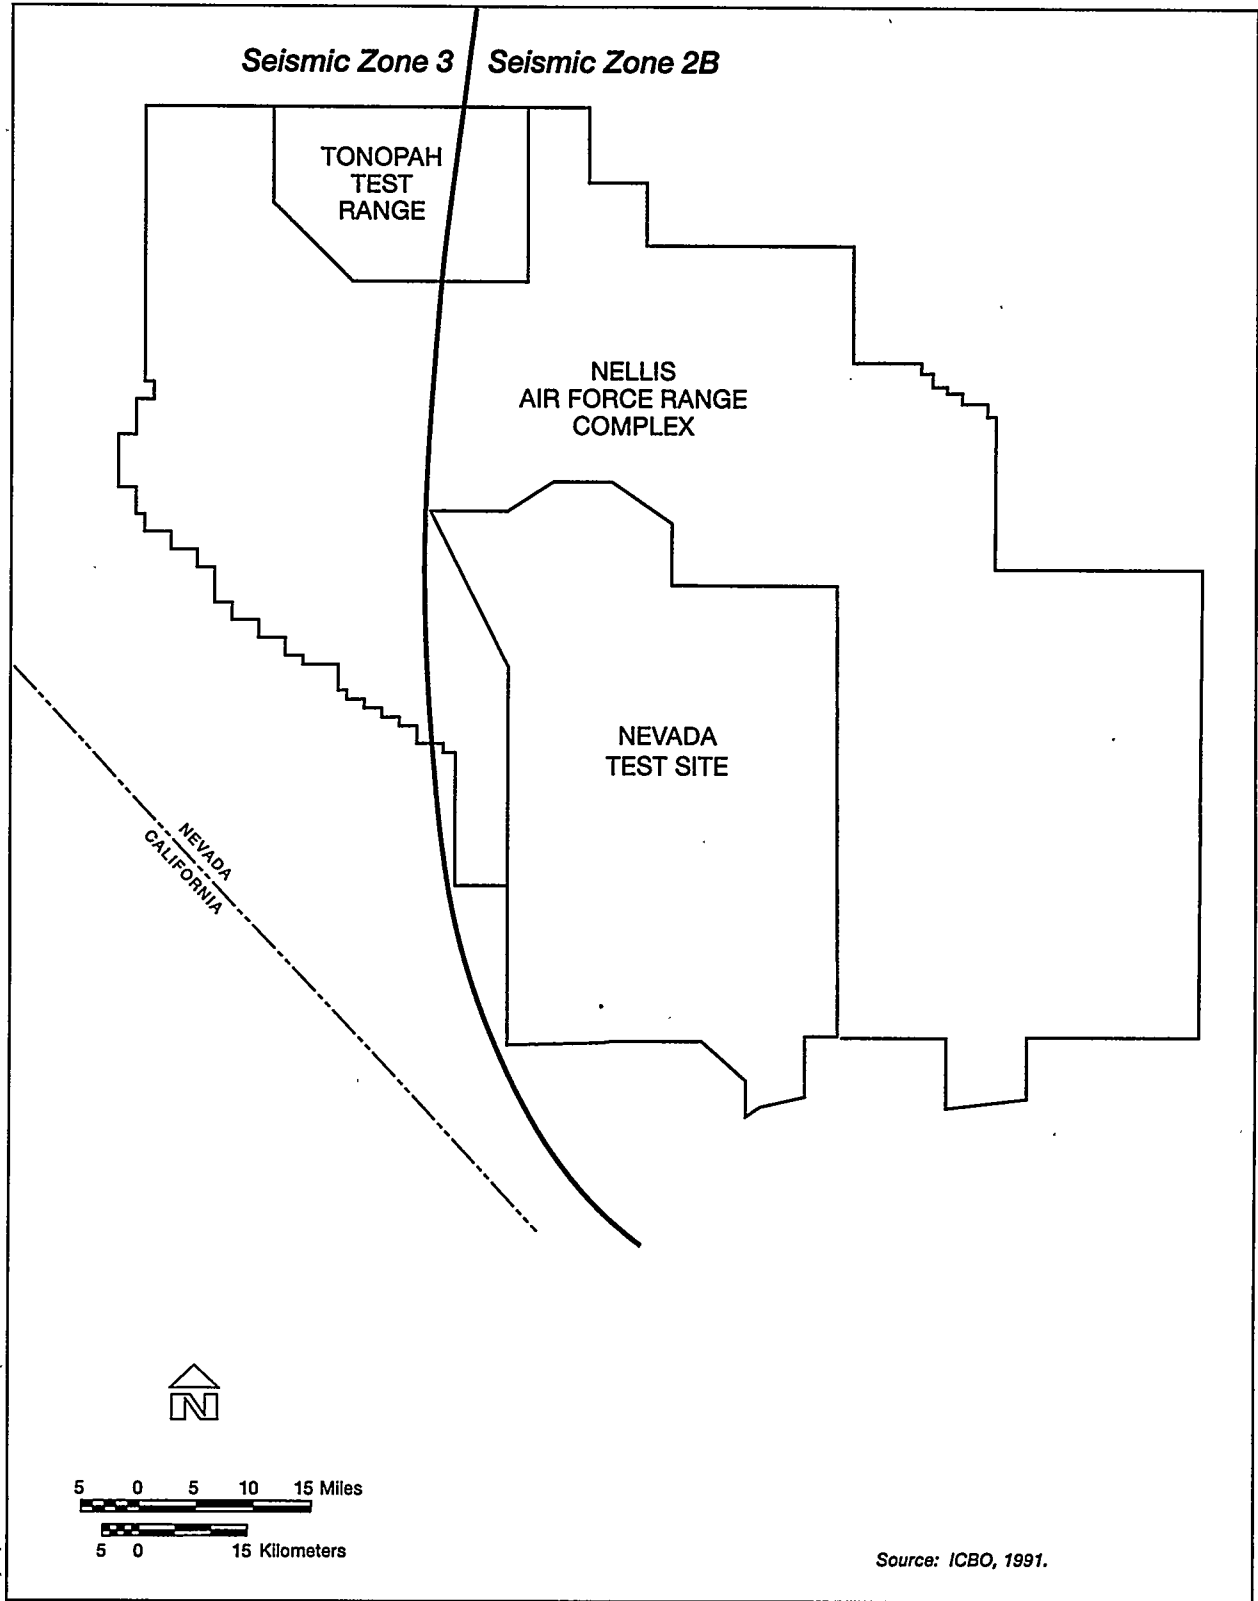 Seismic Zone 3 Seismic Zone 2B
TONOPAH
TEST
RANGE
NELLIS
AIR FORCE RANGE
COMPLEX
NEVADA
TEST SITE
NEVADA
CALIFORNIA
N
5 0 5 10 15 Miles
5 0 15 Kilometers
Source: ICBO, 1991.